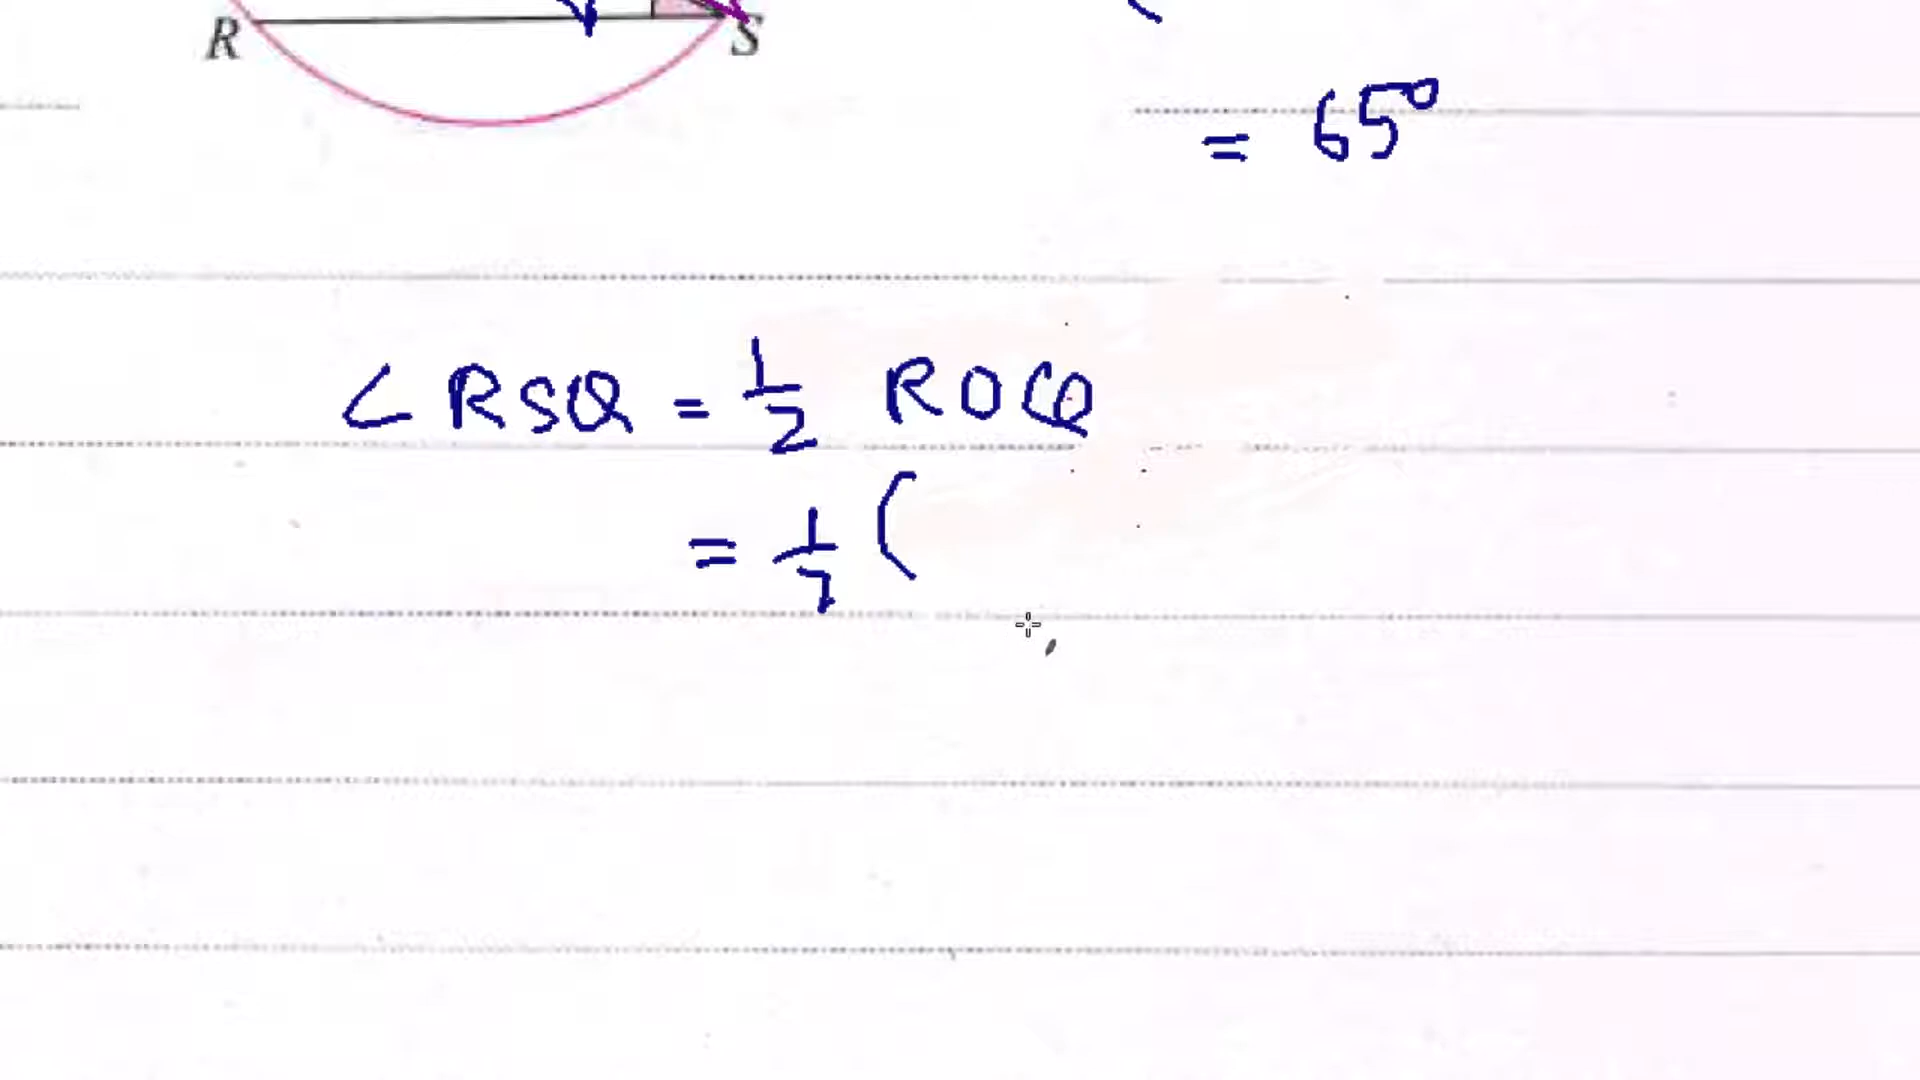 R S
= 65°
∠RSQ = 1/2 ROQ
= 1/2 (